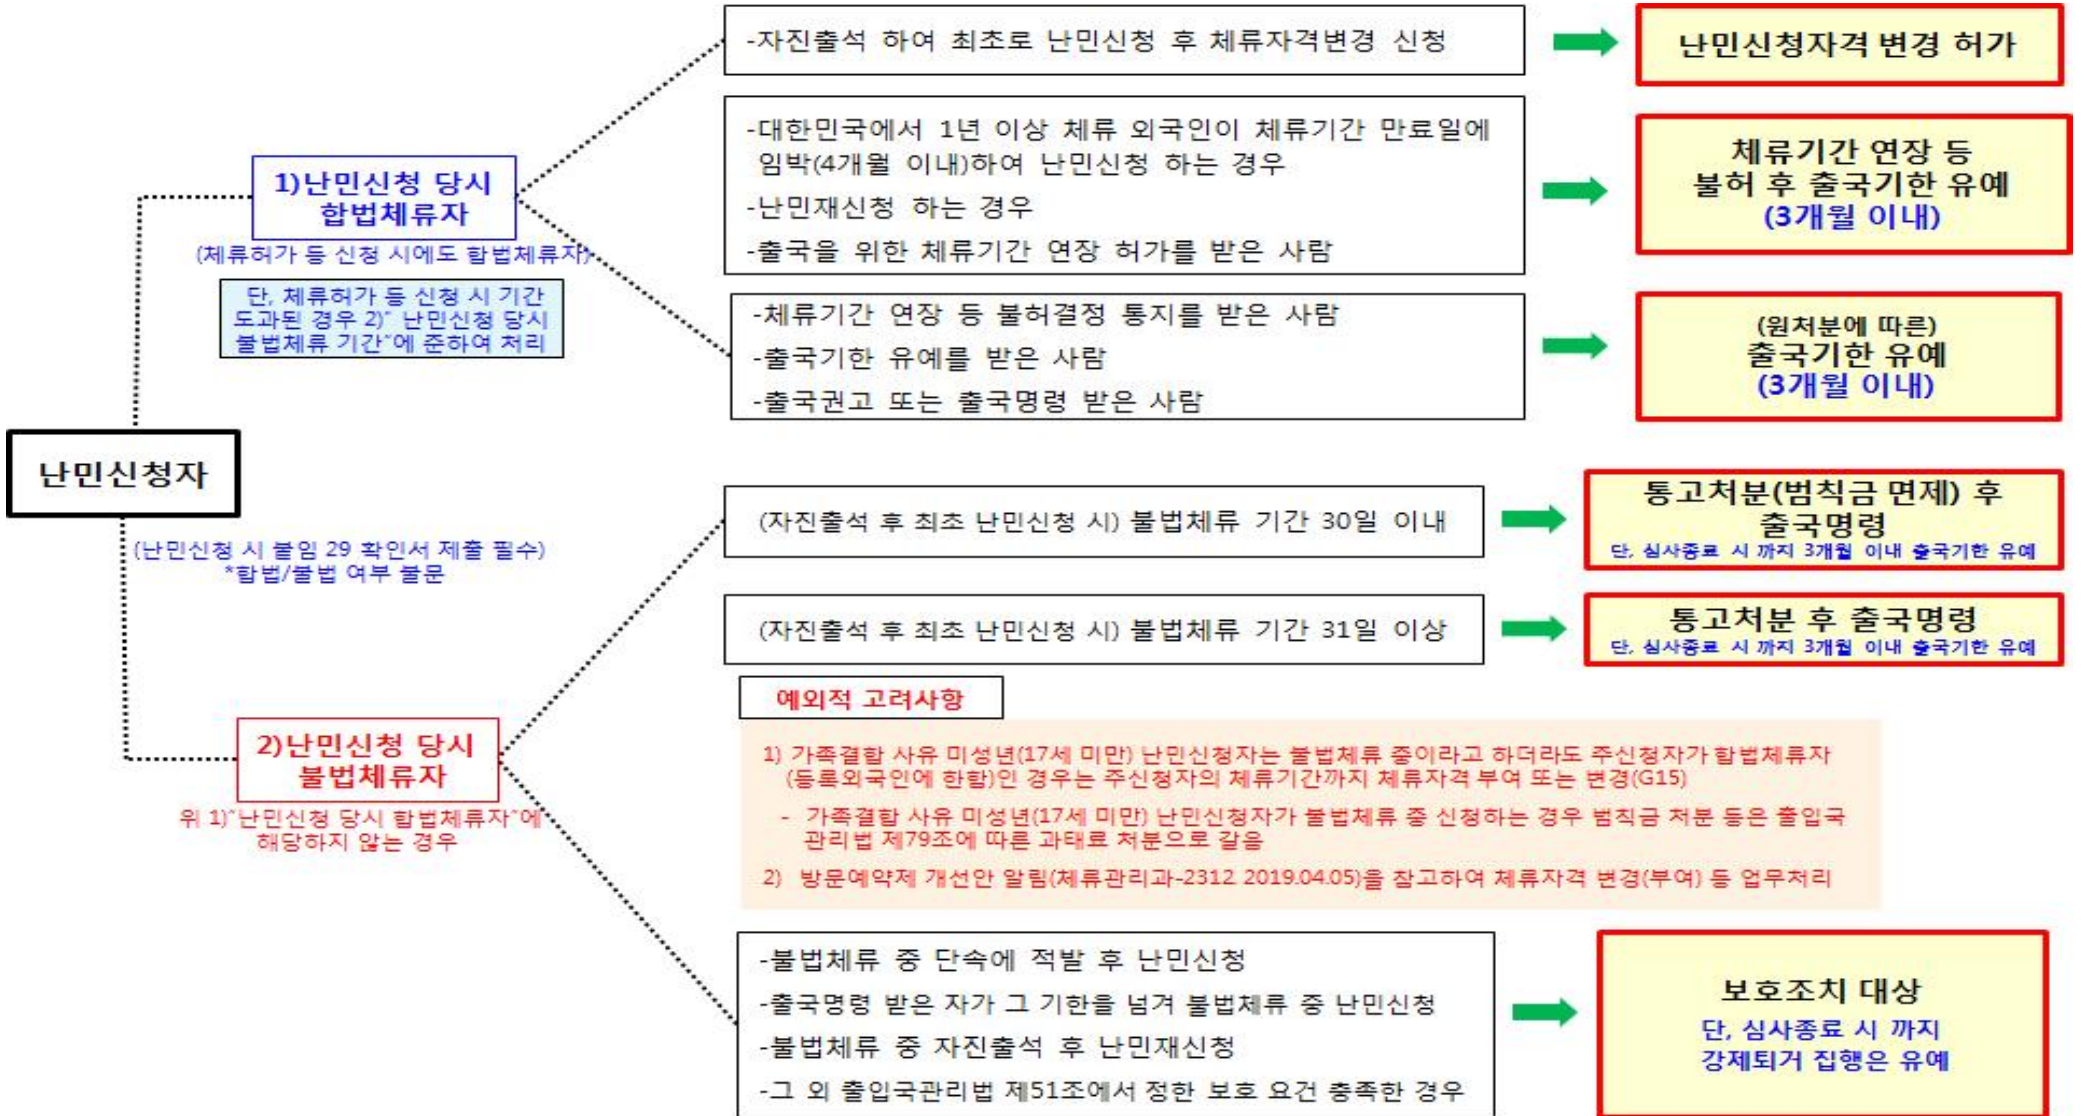 -자진출석 하여 최초로 난민신청 후 체류자격변경 신청
난민신청자격 변경 허가
1)난민신청 당시
합법체류자
(체류허가 등 신청 시에도 합법체류자)
단, 체류허가 등 신청 시 기간
도과된 경우 2)" 난민신청 당시
불법체류 기간"에 준하여 처리
-대한민국에서 1년 이상 체류 외국인이 체류기간 만료일에
임박(4개월 이내)하여 난민신청 하는 경우
-난민재신청 하는 경우
-출국을 위한 체류기간 연장 허가를 받은 사람
체류기간 연장 등
불허 후 출국기한 유예
(3개월 이내)
-체류기간 연장 등 불허결정 통지를 받은 사람
-출국기한 유예를 받은 사람
-출국권고 또는 출국명령 받은 사람
(원처분에 따른)
출국기한 유예
(3개월 이내)
난민신청자
(난민신청 시 붙임 29 확인서 제출 필수)
*합법/불법 여부 불문
(자진출석 후 최초 난민신청 시) 불법체류 기간 30일 이내
통고처분(범칙금 면제) 후
출국명령
단, 심사종료 시 까지 3개월 이내 출국기한 유예
(자진출석 후 최초 난민신청 시) 불법체류 기간 31일 이상
통고처분 후 출국명령
단, 심사종료 시 까지 3개월 이내 출국기한 유예
2)난민신청 당시
불법체류자
위 1)"난민신청 당시 합법체류자"에
해당하지 않는 경우
예외적 고려사항
1) 가족결합 사유 미성년(17세 미만) 난민신청자는 불법체류 중이라고 하더라도 주신청자가 합법체류자
(등록외국인에 한함)인 경우는 주신청자의 체류기간까지 체류자격 부여 또는 변경(G15)
- 가족결합 사유 미성년(17세 미만) 난민신청자가 불법체류 중 신청하는 경우 범칙금 처분 등은 출입국
관리법 제79조에 따른 과태료 처분으로 갈음
2) 방문예약제 개선안 알림(체류관리과-2312 2019.04.05)을 참고하여 체류자격 변경(부여) 등 업무처리
-불법체류 중 단속에 적발 후 난민신청
-출국명령 받은 자가 그 기한을 넘겨 불법체류 중 난민신청
-불법체류 중 자진출석 후 난민재신청
-그 외 출입국관리법 제51조에서 정한 보호 요건 충족한 경우
보호조치 대상
단, 심사종료 시 까지
강제퇴거 집행은 유예